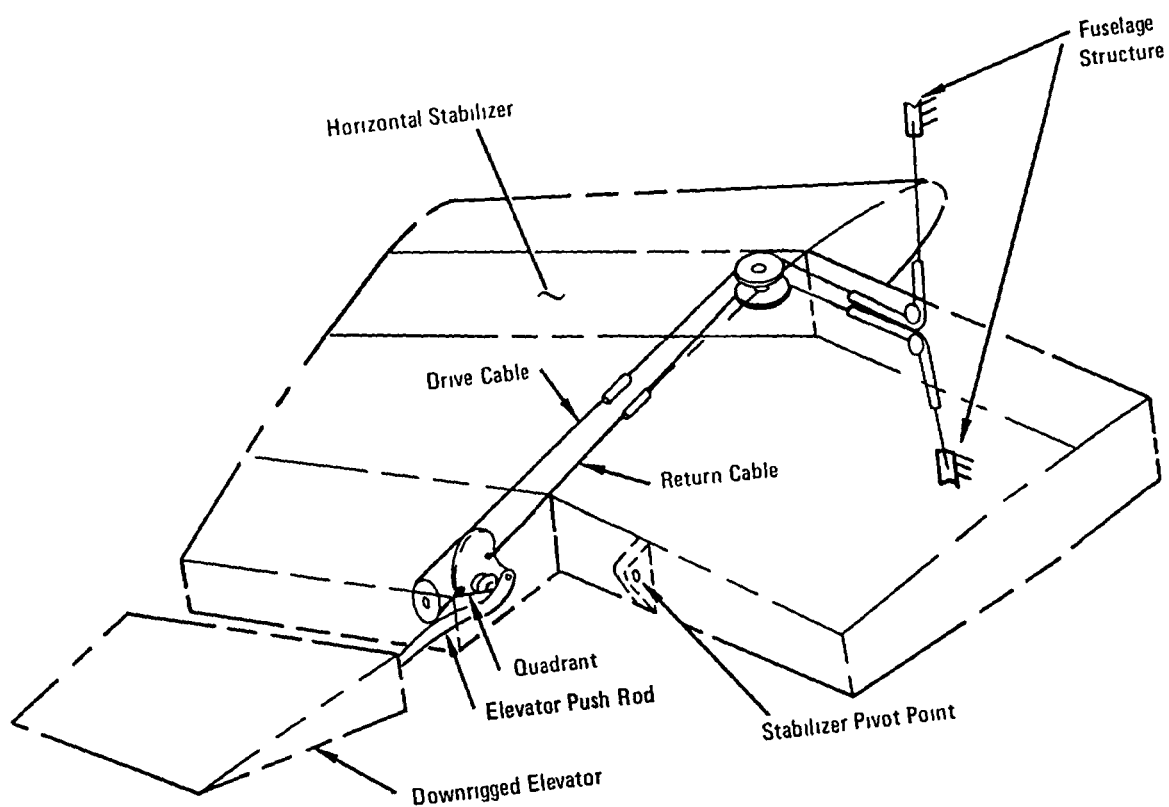 Fuselage
Structure
Horizontal Stabilizer
Drive Cable
Return Cable
Quadrant
Elevator Push Rod
Stabilizer Pivot Point
Downrigged Elevator